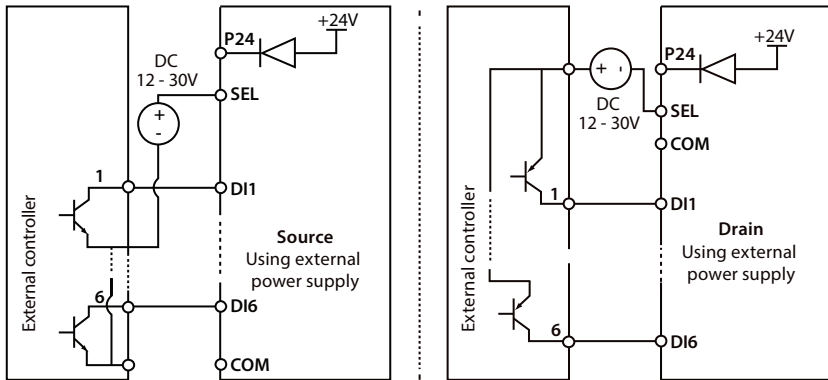 +24V
P24
DC
12 - 30V
SEL
+
-
1
DI1
External controller
Source
Using external
power supply
6
DI6
COM
+24V
P24
+ -
DC
12 - 30V
SEL
COM
1
DI1
External controller
Drain
Using external
power supply
6
DI6